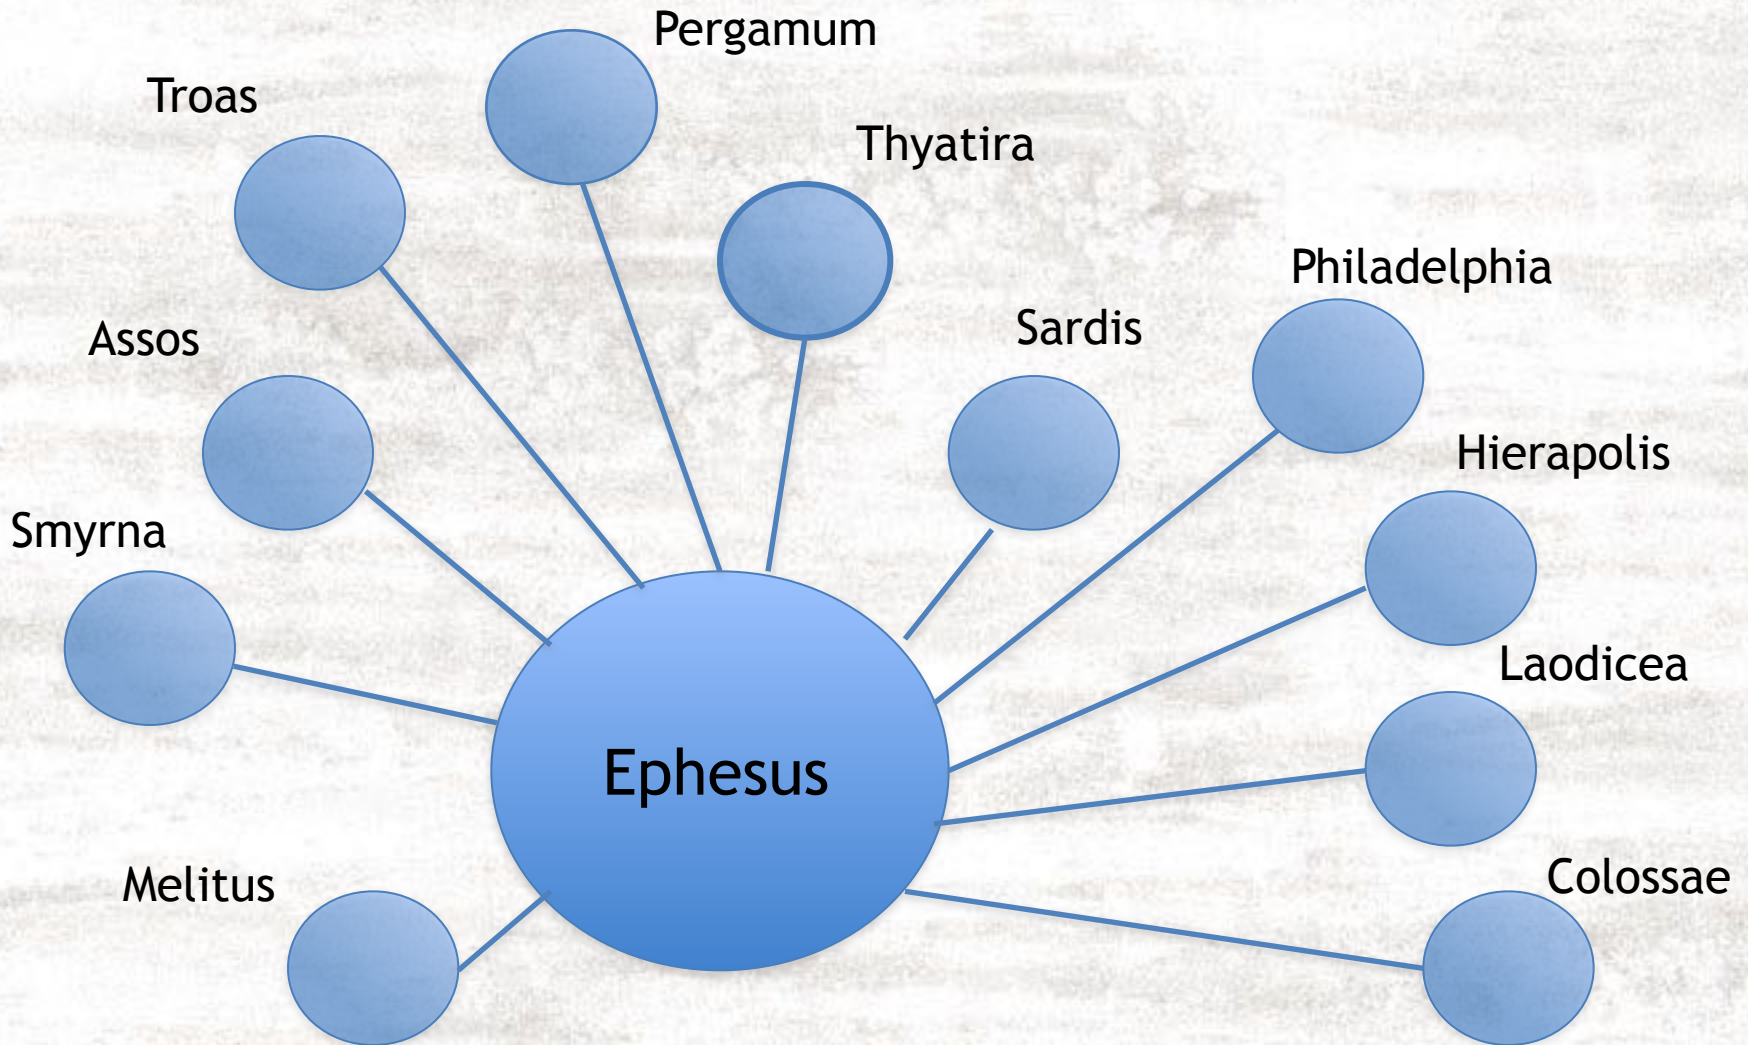 Pergamum
Troas
Thyatira
Philadelphia
Sardis
Assos
Hierapolis
Smyrna
Laodicea
Ephesus
Melitus
Colossae